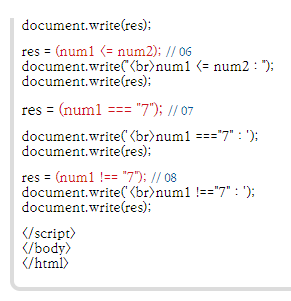 document.write(res);
res = (num1 <= num2); // 06
document.write("<br>num1 <= num2 : ");
document.write(res);
res = (num1 === "7"); // 07
document.write('<br>num1 ==="7" : ');
document.write(res);
res = (num1 !== "7"); // 08
document.write('<br>num1 !=="7" : ');
document.write(res);
</script>
</body>
</html>